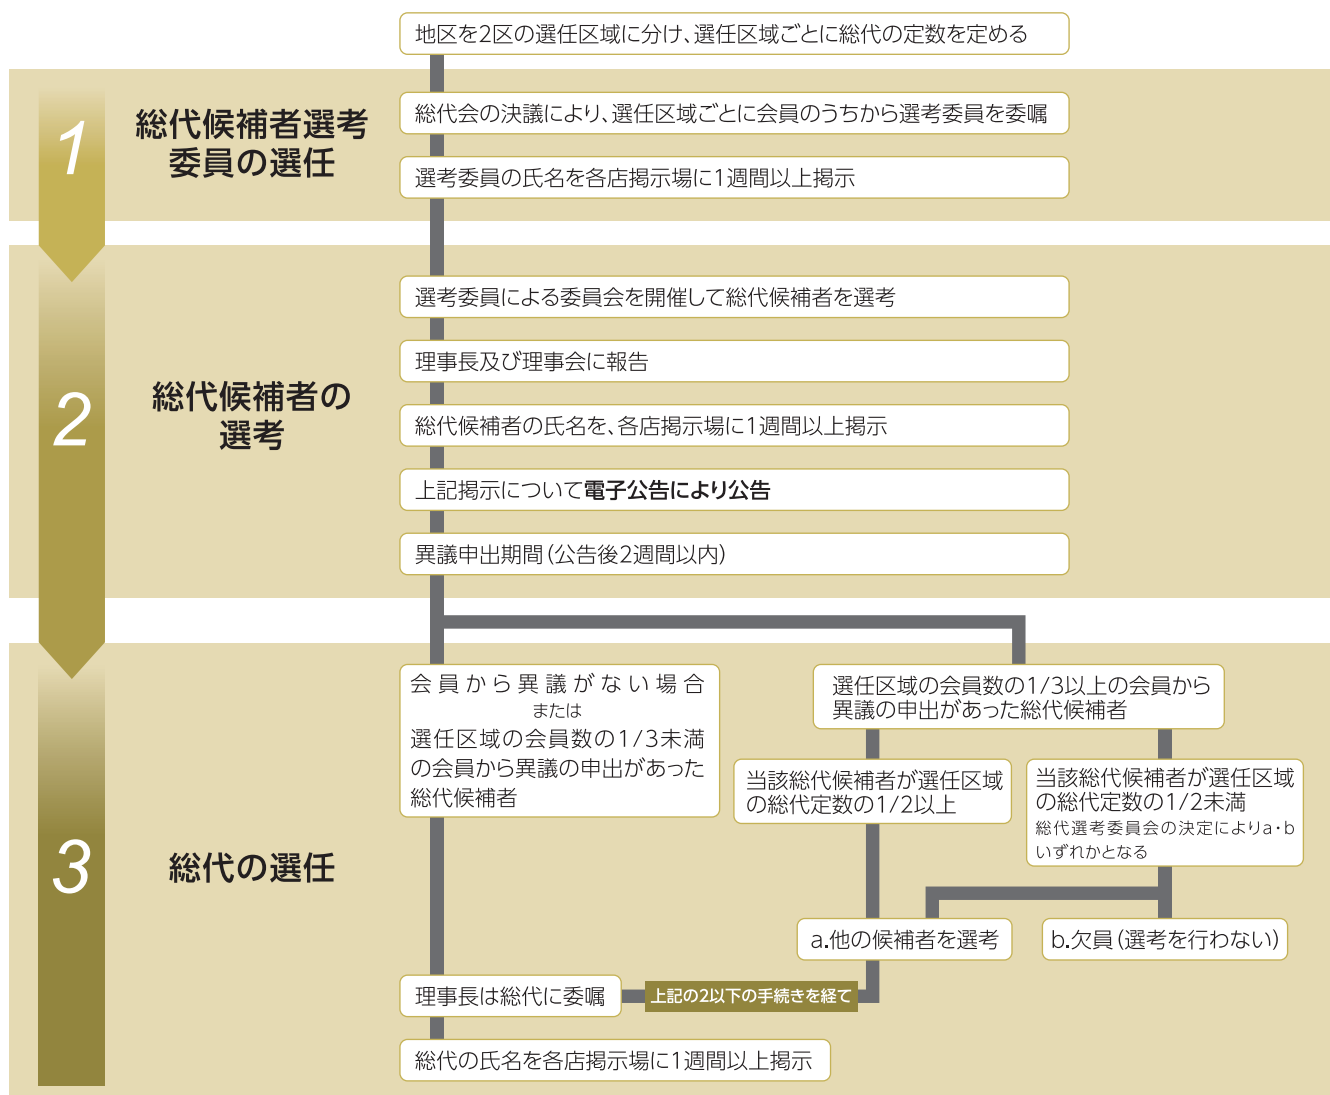 地区を2区の選任区域に分け、選任区域ごとに総代の定数を定める
1
総代候補者選考
委員の選任
総代会の決議により、選任区域ごとに会員のうちから選考委員を委嘱
選考委員の氏名を各店掲示場に1週間以上掲示
2
総代候補者の
選考
選考委員による委員会を開催して総代候補者を選考
理事長及び理事会に報告
総代候補者の氏名を、各店掲示場に1週間以上掲示
上記掲示について電子公告により公告
異議申出期間(公告後2週間以内)
3
総代の選任
会員から異議がない場合
または
選任区域の会員数の1/3未満
の会員から異議の申出があった
総代候補者
選任区域の会員数の1/3以上の会員から
異議の申出があった総代候補者
当該総代候補者が選任区域
の総代定数の1/2以上
当該総代候補者が選任区域
の総代定数の1/2未満
総代選考委員会の決定によりa・b
いずれかとなる
a.他の候補者を選考
b.欠員(選考を行わない)
理事長は総代に委嘱
上記の2以下の手続きを経て
総代の氏名を各店掲示場に1週間以上掲示